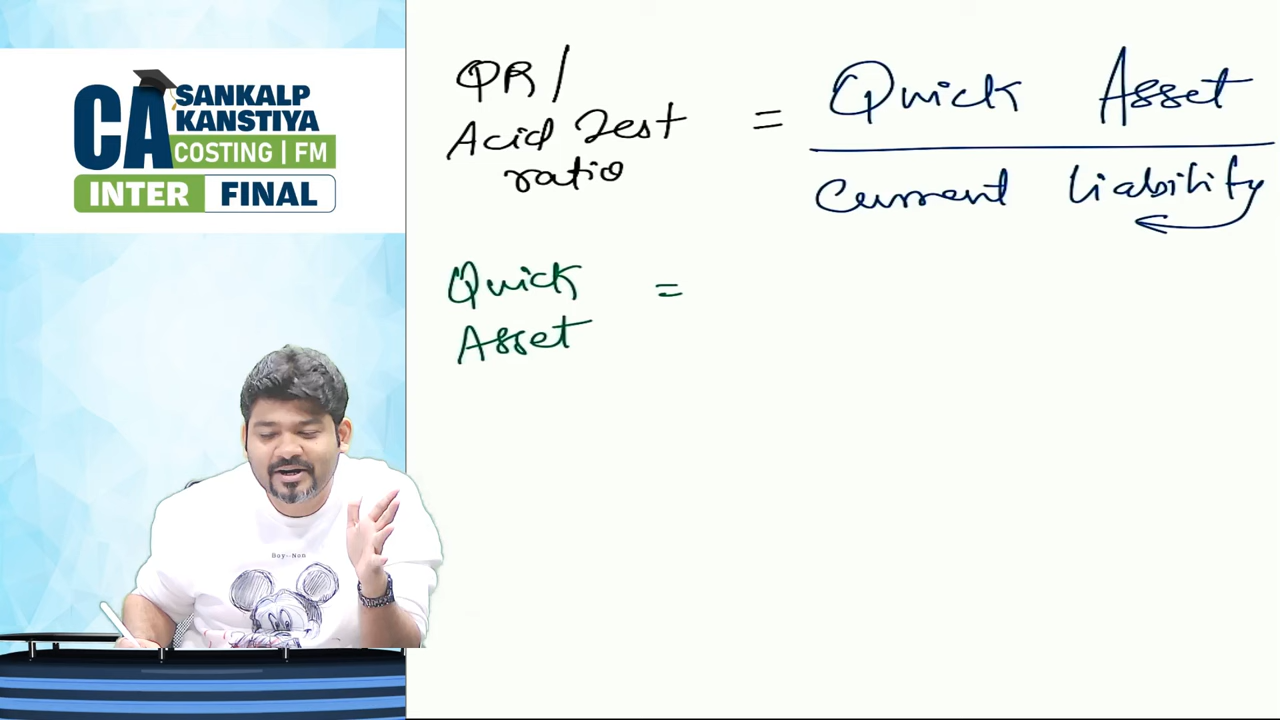 CA SANKALP
KANSTIYA
COSTING | FM
INTER FINAL
QR/
Acid Test
ratio
= Quick Asset
Current liability
Quick =
Asset
Boy--Non